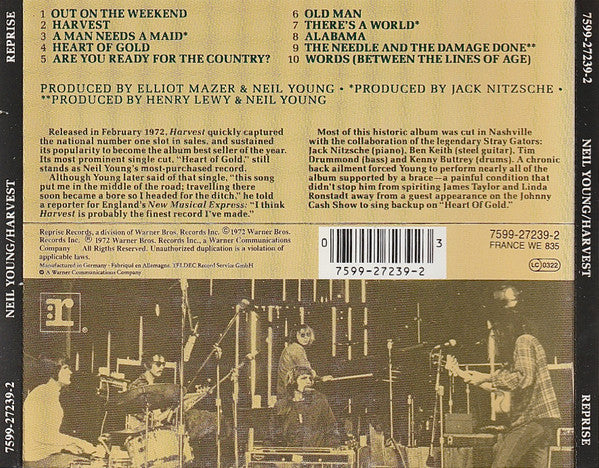 REPRISE
NEIL YOUNG/HARVEST
7599-27239-2
1 OUT ON THE WEEKEND
2 HARVEST
3 A MAN NEEDS A MAID*
4 HEART OF GOLD
5 ARE YOU READY FOR THE COUNTRY?
6 OLD MAN
7 THERE'S A WORLD*
8 ALABAMA
9 THE NEEDLE AND THE DAMAGE DONE**
10 WORDS (BETWEEN THE LINES OF AGE)
PRODUCED BY ELLIOT MAZER & NEIL YOUNG • *PRODUCED BY JACK NITZSCHE •
**PRODUCED BY HENRY LEWY & NEIL YOUNG
Released in February 1972, Harvest quickly captured
the national number one slot in sales, and sustained
its popularity to become the album best seller of the year.
Its most prominent single cut, "Heart of Gold." still
stands as Neil Young's most-purchased record.
Although Young later said of that single, "this song
put me in the middle of the road; travelling there
soon became a bore so I headed for the ditch," he told
a reporter for England's New Musical Express: "I think
Harvest is probably the finest record I've made."
Most of this historic album was cut in Nashville
with the collaboration of the legendary Stray Gators:
Jack Nitzsche (piano), Ben Keith (steel guitar), Tim
Drummond (bass) and Kenny Buttrey (drums). A chronic
back ailment forced Young to perform nearly all of the
album supported by a brace—a painful condition that
didn't stop him from spiriting James Taylor and Linda
Ronstadt away from a guest appearance on the Johnny
Cash Show to sing backup on "Heart Of Gold."
Reprise Records, a division of Warner Bros. Records Inc. © 1972 Warner Bros.
Records Inc. ℗ 1972 Warner Bros. Records Inc., a Warner Communications
Company All Rigths Reserved. Unauthorized duplication is a violation of
applicable laws.
Manufactured in Germany · Fabriqué en Allemagne. Record Service GmbH
A Warner Communications Company
0 3
7599-27239-2
7599-27239-2
FRANCE WE 835
LC 0322
r
7599-27239-2
NEIL YOUNG/HARVEST
REPRISE